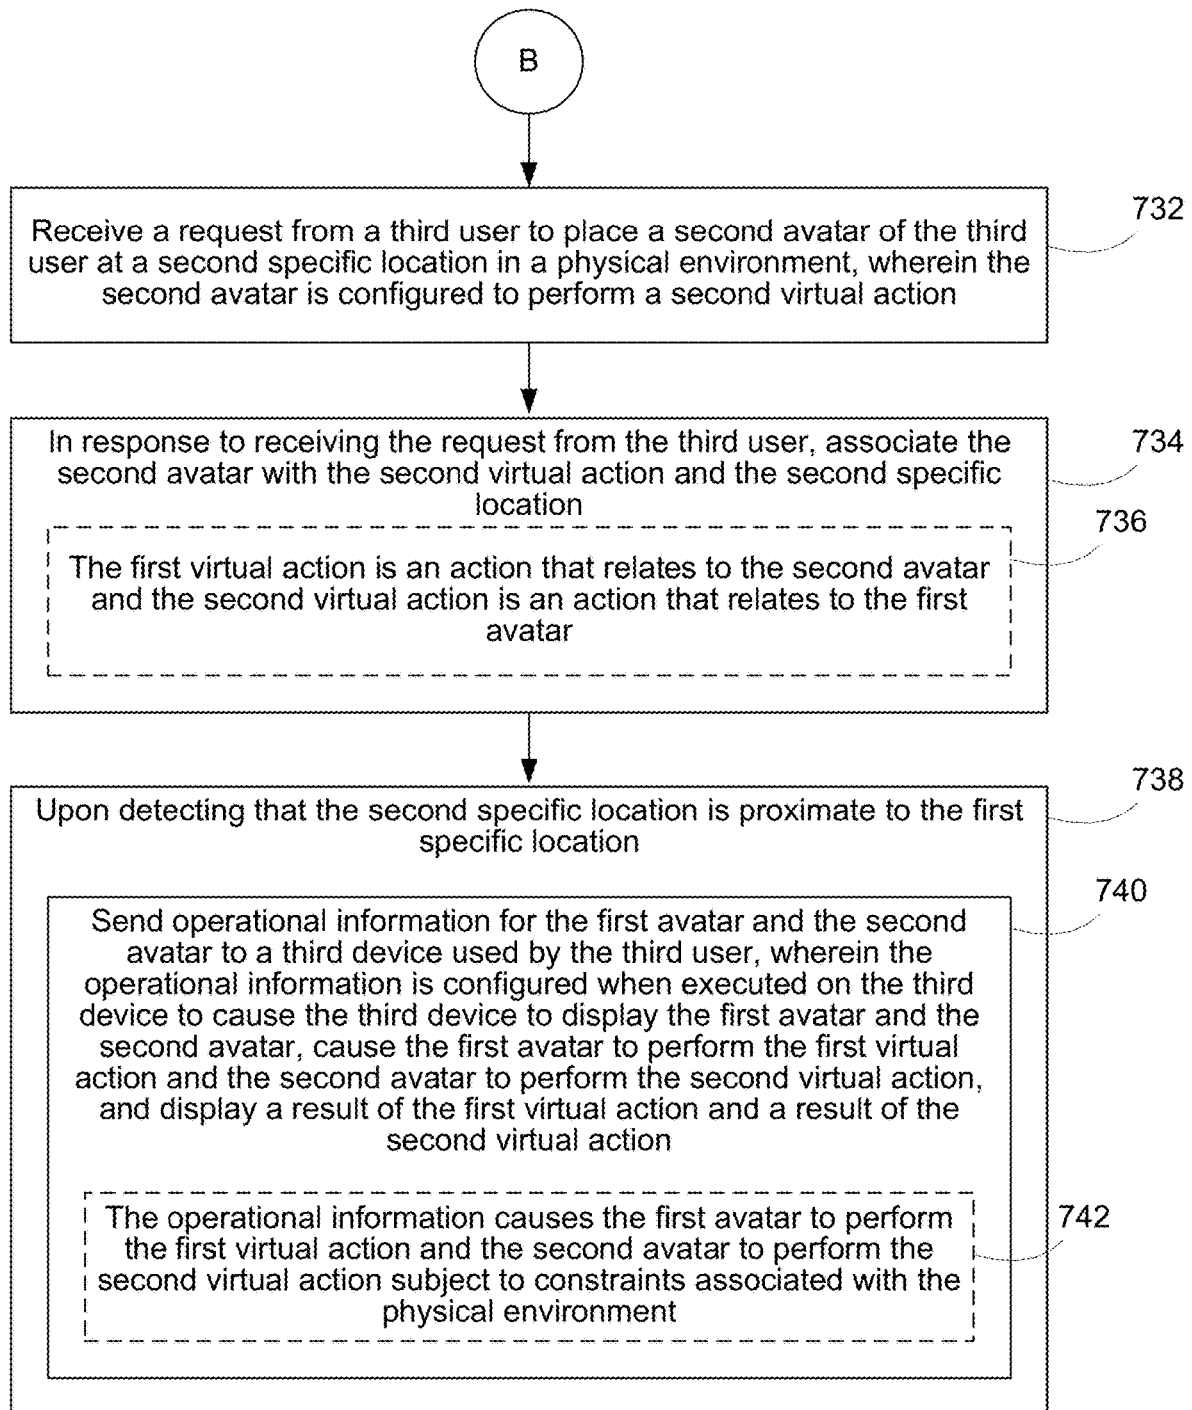 B
732
Receive a request from a third user to place a second avatar of the third
user at a second specific location in a physical environment, wherein the
second avatar is configured to perform a second virtual action
734
In response to receiving the request from the third user, associate the
second avatar with the second virtual action and the second specific
location
736
The first virtual action is an action that relates to the second avatar
and the second virtual action is an action that relates to the first
avatar
738
Upon detecting that the second specific location is proximate to the first
specific location
740
Send operational information for the first avatar and the second
avatar to a third device used by the third user, wherein the
operational information is configured when executed on the third
device to cause the third device to display the first avatar and the
second avatar, cause the first avatar to perform the first virtual
action and the second avatar to perform the second virtual action,
and display a result of the first virtual action and a result of the
second virtual action
742
The operational information causes the first avatar to perform
the first virtual action and the second avatar to perform the
second virtual action subject to constraints associated with the
physical environment